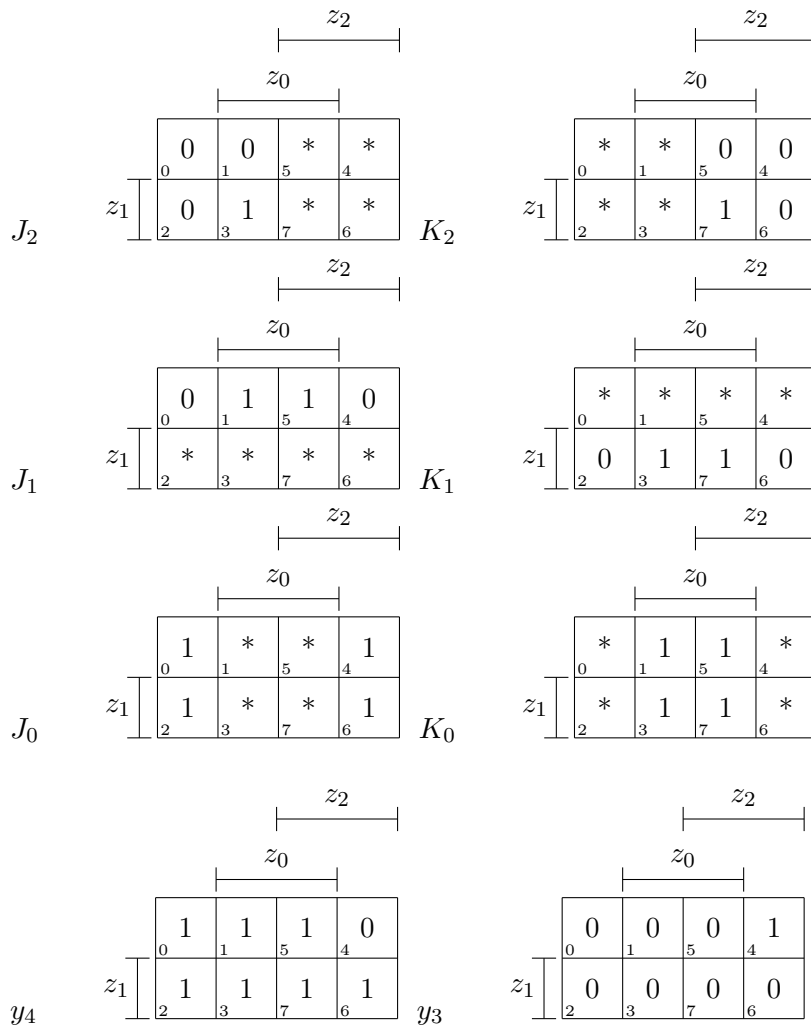 z₂ z₂
z₀ z₀
0 0 * * * * 0 0
0 1 5 4 0 1 5 4
J₂ z₁ 0 1 * * K₂ z₁ * * 1 0
2 3 7 6 2 3 7 6
z₂ z₂
z₀ z₀
0 1 1 0 * * * *
0 1 5 4 0 1 5 4
J₁ z₁ * * * * K₁ z₁ 0 1 1 0
2 3 7 6 2 3 7 6
z₂ z₂
z₀ z₀
1 * * 1 * 1 1 *
0 1 5 4 0 1 5 4
J₀ z₁ 1 * * 1 K₀ z₁ * 1 1 *
2 3 7 6 2 3 7 6
z₂ z₂
z₀ z₀
1 1 1 0 0 0 0 1
0 1 5 4 0 1 5 4
y₄ z₁ 1 1 1 1 y₃ z₁ 0 0 0 0
2 3 7 6 2 3 7 6